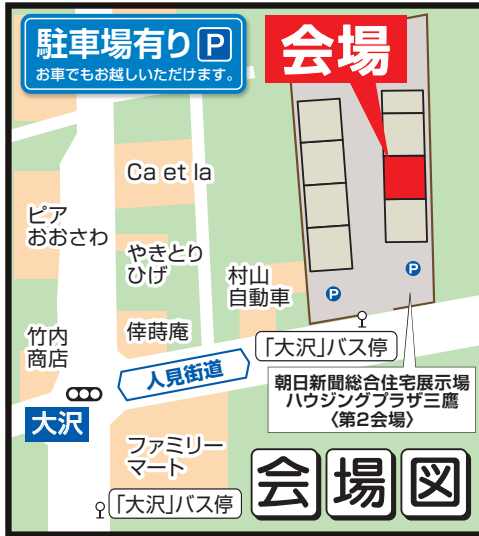 駐車場有り P
お車でもお越しいただけます。
会場
Ca et la
ピア
おおさわ
やきとり
ひげ
村山
自動車
P
P
竹内
商店
倖蒔庵
人見街道
「大沢」バス停
朝日新聞総合住宅展示場
ハウジングプラザ三鷹
〈第2会場〉
大沢
ファミリー
マート
「大沢」バス停
会場図